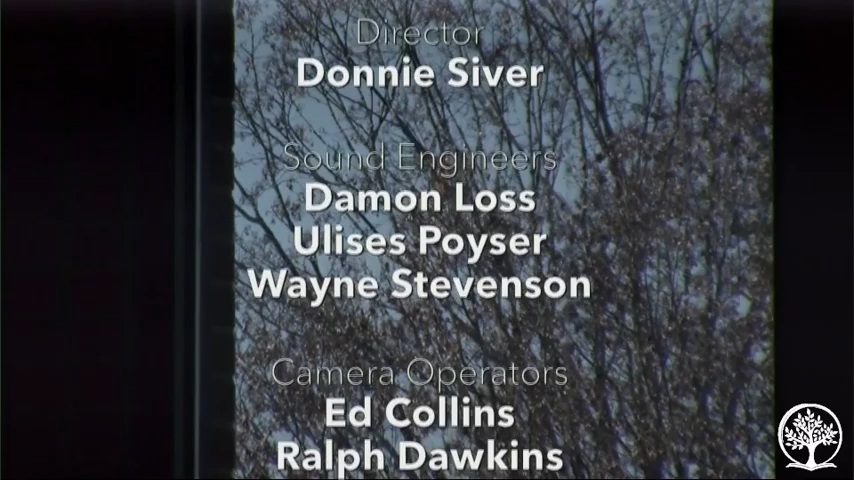 Director
Donnie Siver
Sound Engineers
Damon Loss
Ulises Poyser
Wayne Stevenson
Camera Operators
Ed Collins
Ralph Dawkins